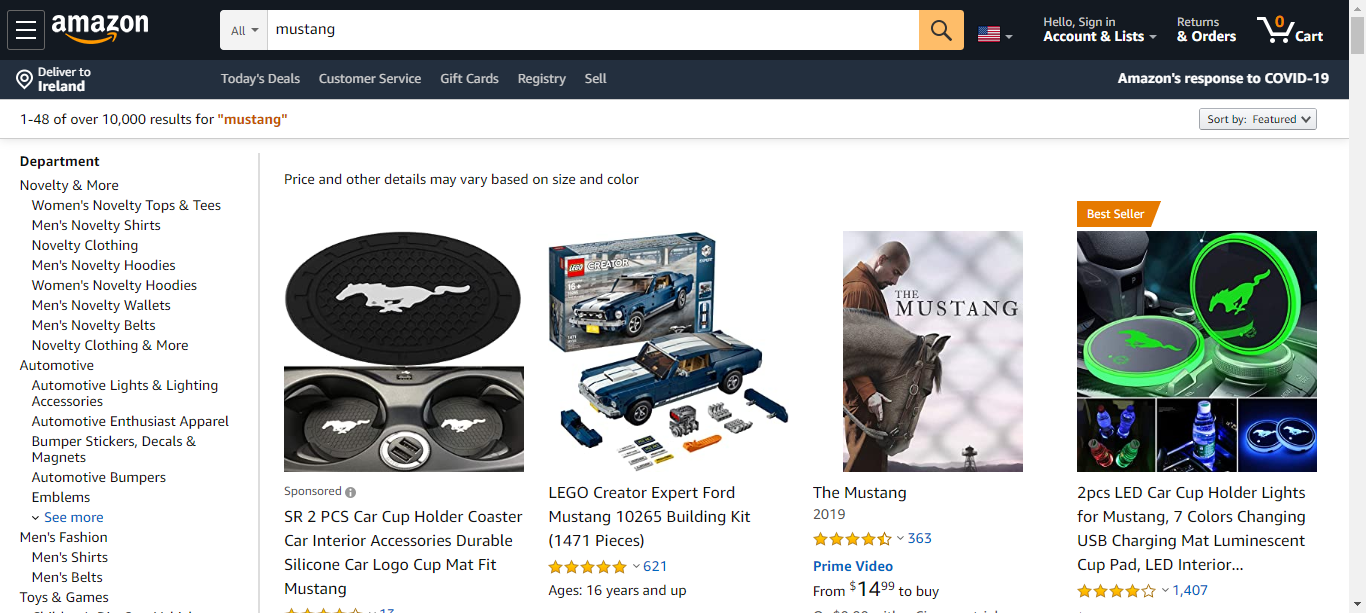 amazon
All
mustang
Hello, Sign in
Account & Lists
Returns
& Orders
0
Cart
Deliver to
Ireland
Today's Deals
Customer Service
Gift Cards
Registry
Sell
Amazon's response to COVID-19
1-48 of over 10,000 results for "mustang"
Sort by: Featured
Department
Novelty & More
Women's Novelty Tops & Tees
Men's Novelty Shirts
Novelty Clothing
Men's Novelty Hoodies
Women's Novelty Hoodies
Men's Novelty Wallets
Men's Novelty Belts
Novelty Clothing & More
Automotive
Automotive Lights & Lighting
Accessories
Automotive Enthusiast Apparel
Bumper Stickers, Decals &
Magnets
Automotive Bumpers
Emblems
See more
Men's Fashion
Men's Shirts
Men's Belts
Toys & Games
Price and other details may vary based on size and color
Sponsored
SR 2 PCS Car Cup Holder Coaster
Car Interior Accessories Durable
Silicone Car Logo Cup Mat Fit
Mustang
13
LEGO
CREATOR
16+
LEGO Creator Expert Ford
Mustang 10265 Building Kit
(1471 Pieces)
621
Ages: 16 years and up
THE
MUSTANG
The Mustang
2019
363
Prime Video
From $1499 to buy
Best Seller
2pcs LED Car Cup Holder Lights
for Mustang, 7 Colors Changing
USB Charging Mat Luminescent
Cup Pad, LED Interior...
1,407